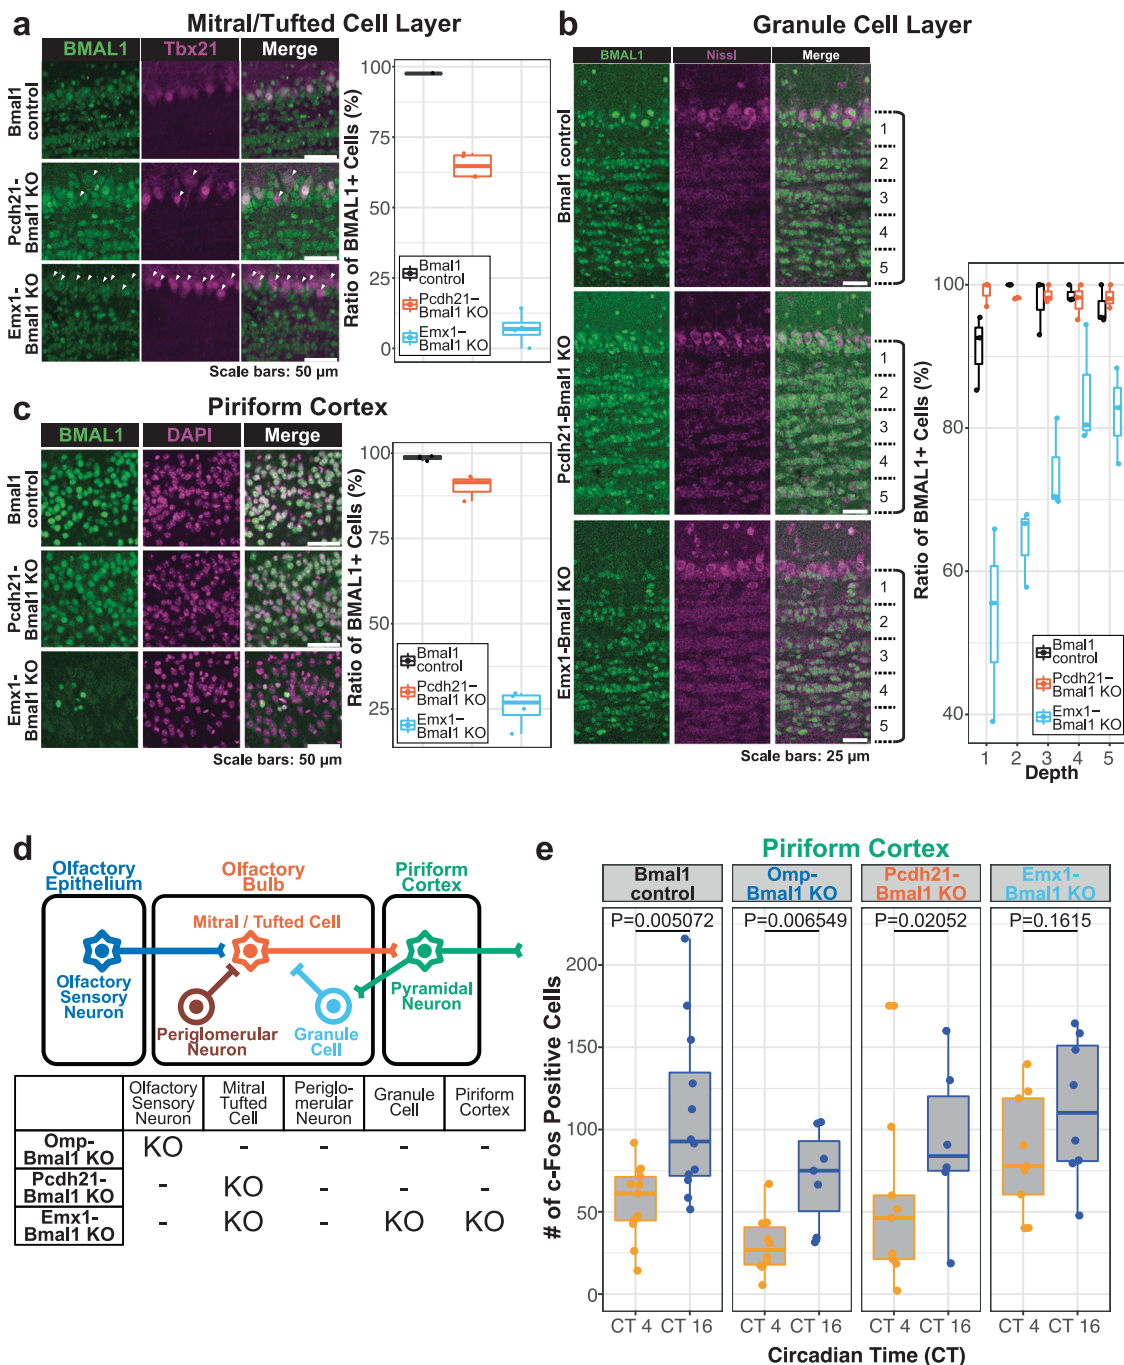 a
Mitral/Tufted Cell Layer
BMAL1
Tbx21
Merge
Bmal1
control
Pcdh21-
Bmal1 KO
Emx1-
Bmal1 KO
Scale bars: 50 µm
Ratio of BMAL1+ Cells (%)
100
75
50
25
0
Bmal1
control
Pcdh21–
Bmal1 KO
Emx1–
Bmal1 KO
b
Granule Cell Layer
BMAL1
Nissl
Merge
Bmal1 control
Pcdh21-Bmal1 KO
Emx1-Bmal1 KO
1
2
3
4
5
1
2
3
4
5
1
2
3
4
5
Scale bars: 25 µm
Ratio of BMAL1+ Cells (%)
100
80
60
40
Bmal1
control
Pcdh21–
Bmal1 KO
Emx1–
Bmal1 KO
1 2 3 4 5
Depth
c
Piriform Cortex
BMAL1
DAPI
Merge
Bmal1
control
Pcdh21-
Bmal1 KO
Emx1-
Bmal1 KO
Scale bars: 50 µm
Ratio of BMAL1+ Cells (%)
100
75
50
25
Bmal1
control
Pcdh21–
Bmal1 KO
Emx1–
Bmal1 KO
d
Olfactory
Epithelium
Olfactory
Bulb
Piriform
Cortex
Mitral / Tufted Cell
Olfactory
Sensory
Neuron
Periglomerular
Neuron
Granule
Cell
Pyramidal
Neuron
Olfactory
Sensory
Neuron
Mitral
Tufted
Cell
Periglo-
merular
Neuron
Granule
Cell
Piriform
Cortex
Omp-
Bmal1 KO
KO - - - -
Pcdh21-
Bmal1 KO
- KO - - -
Emx1-
Bmal1 KO
- KO - KO KO
e
Piriform Cortex
Bmal1
control
Omp-
Bmal1 KO
Pcdh21-
Bmal1 KO
Emx1-
Bmal1 KO
P=0.005072
P=0.006549
P=0.02052
P=0.1615
# of c-Fos Positive Cells
200
150
100
50
0
CT 4 CT 16 CT 4 CT 16 CT 4 CT 16 CT 4 CT 16
Circadian Time (CT)